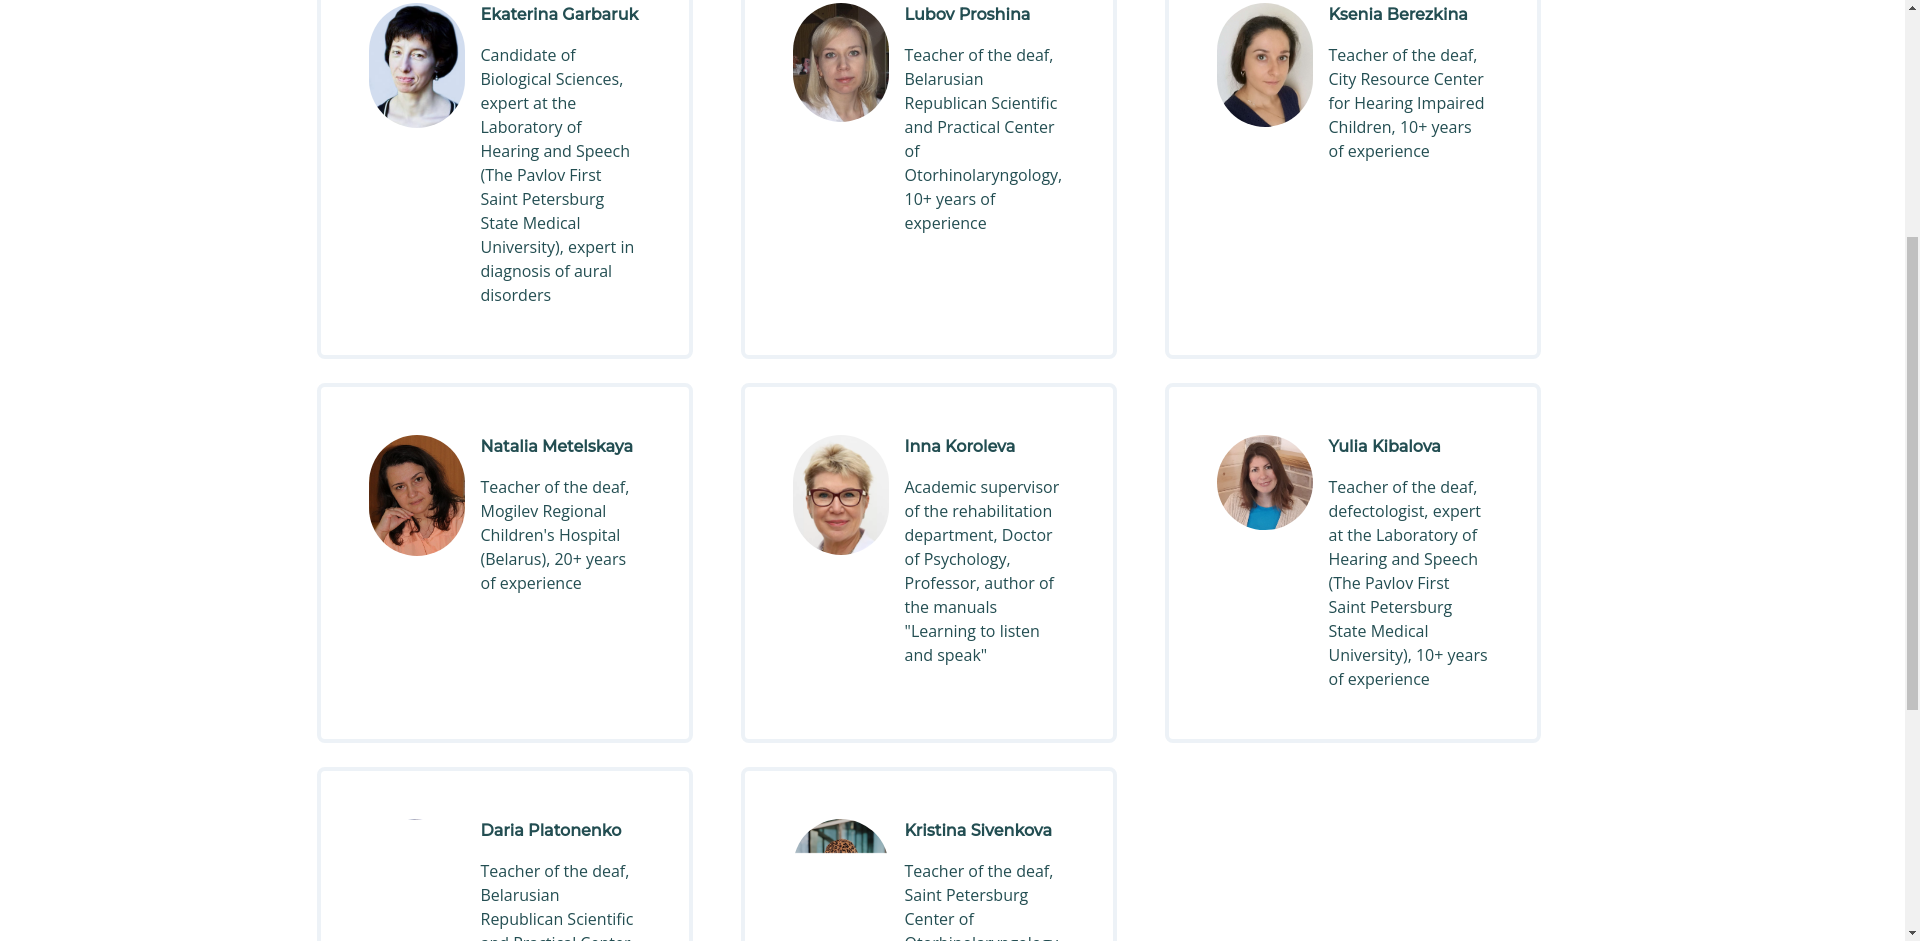 Ekaterina Garbaruk
Candidate of
Biological Sciences,
expert at the
Laboratory of
Hearing and Speech
(The Pavlov First
Saint Petersburg
State Medical
University), expert in
diagnosis of aural
disorders
Lubov Proshina
Teacher of the deaf,
Belarusian
Republican Scientific
and Practical Center
of
Otorhinolaryngology,
10+ years of
experience
Ksenia Berezkina
Teacher of the deaf,
City Resource Center
for Hearing Impaired
Children, 10+ years
of experience
Natalia Metelskaya
Teacher of the deaf,
Mogilev Regional
Children's Hospital
(Belarus), 20+ years
of experience
Inna Koroleva
Academic supervisor
of the rehabilitation
department, Doctor
of Psychology,
Professor, author of
the manuals
"Learning to listen
and speak"
Yulia Kibalova
Teacher of the deaf,
defectologist, expert
at the Laboratory of
Hearing and Speech
(The Pavlov First
Saint Petersburg
State Medical
University), 10+ years
of experience
Daria Platonenko
Teacher of the deaf,
Belarusian
Republican Scientific
and Practical Center
Kristina Sivenkova
Teacher of the deaf,
Saint Petersburg
Center of
Otorhinolaryngology